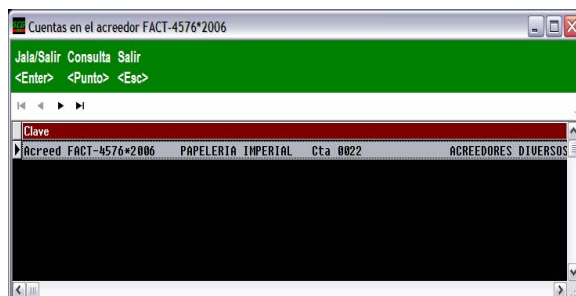 Cuentas en el acreedor FACT-4576*2006
Jala/Salir Consulta Salir
<Enter> <Punto> <Esc>
Clave
Acreed FACT-4576*2006 PAPELERIA IMPERIAL Cta 0022 ACREEDORES DIVERSOS